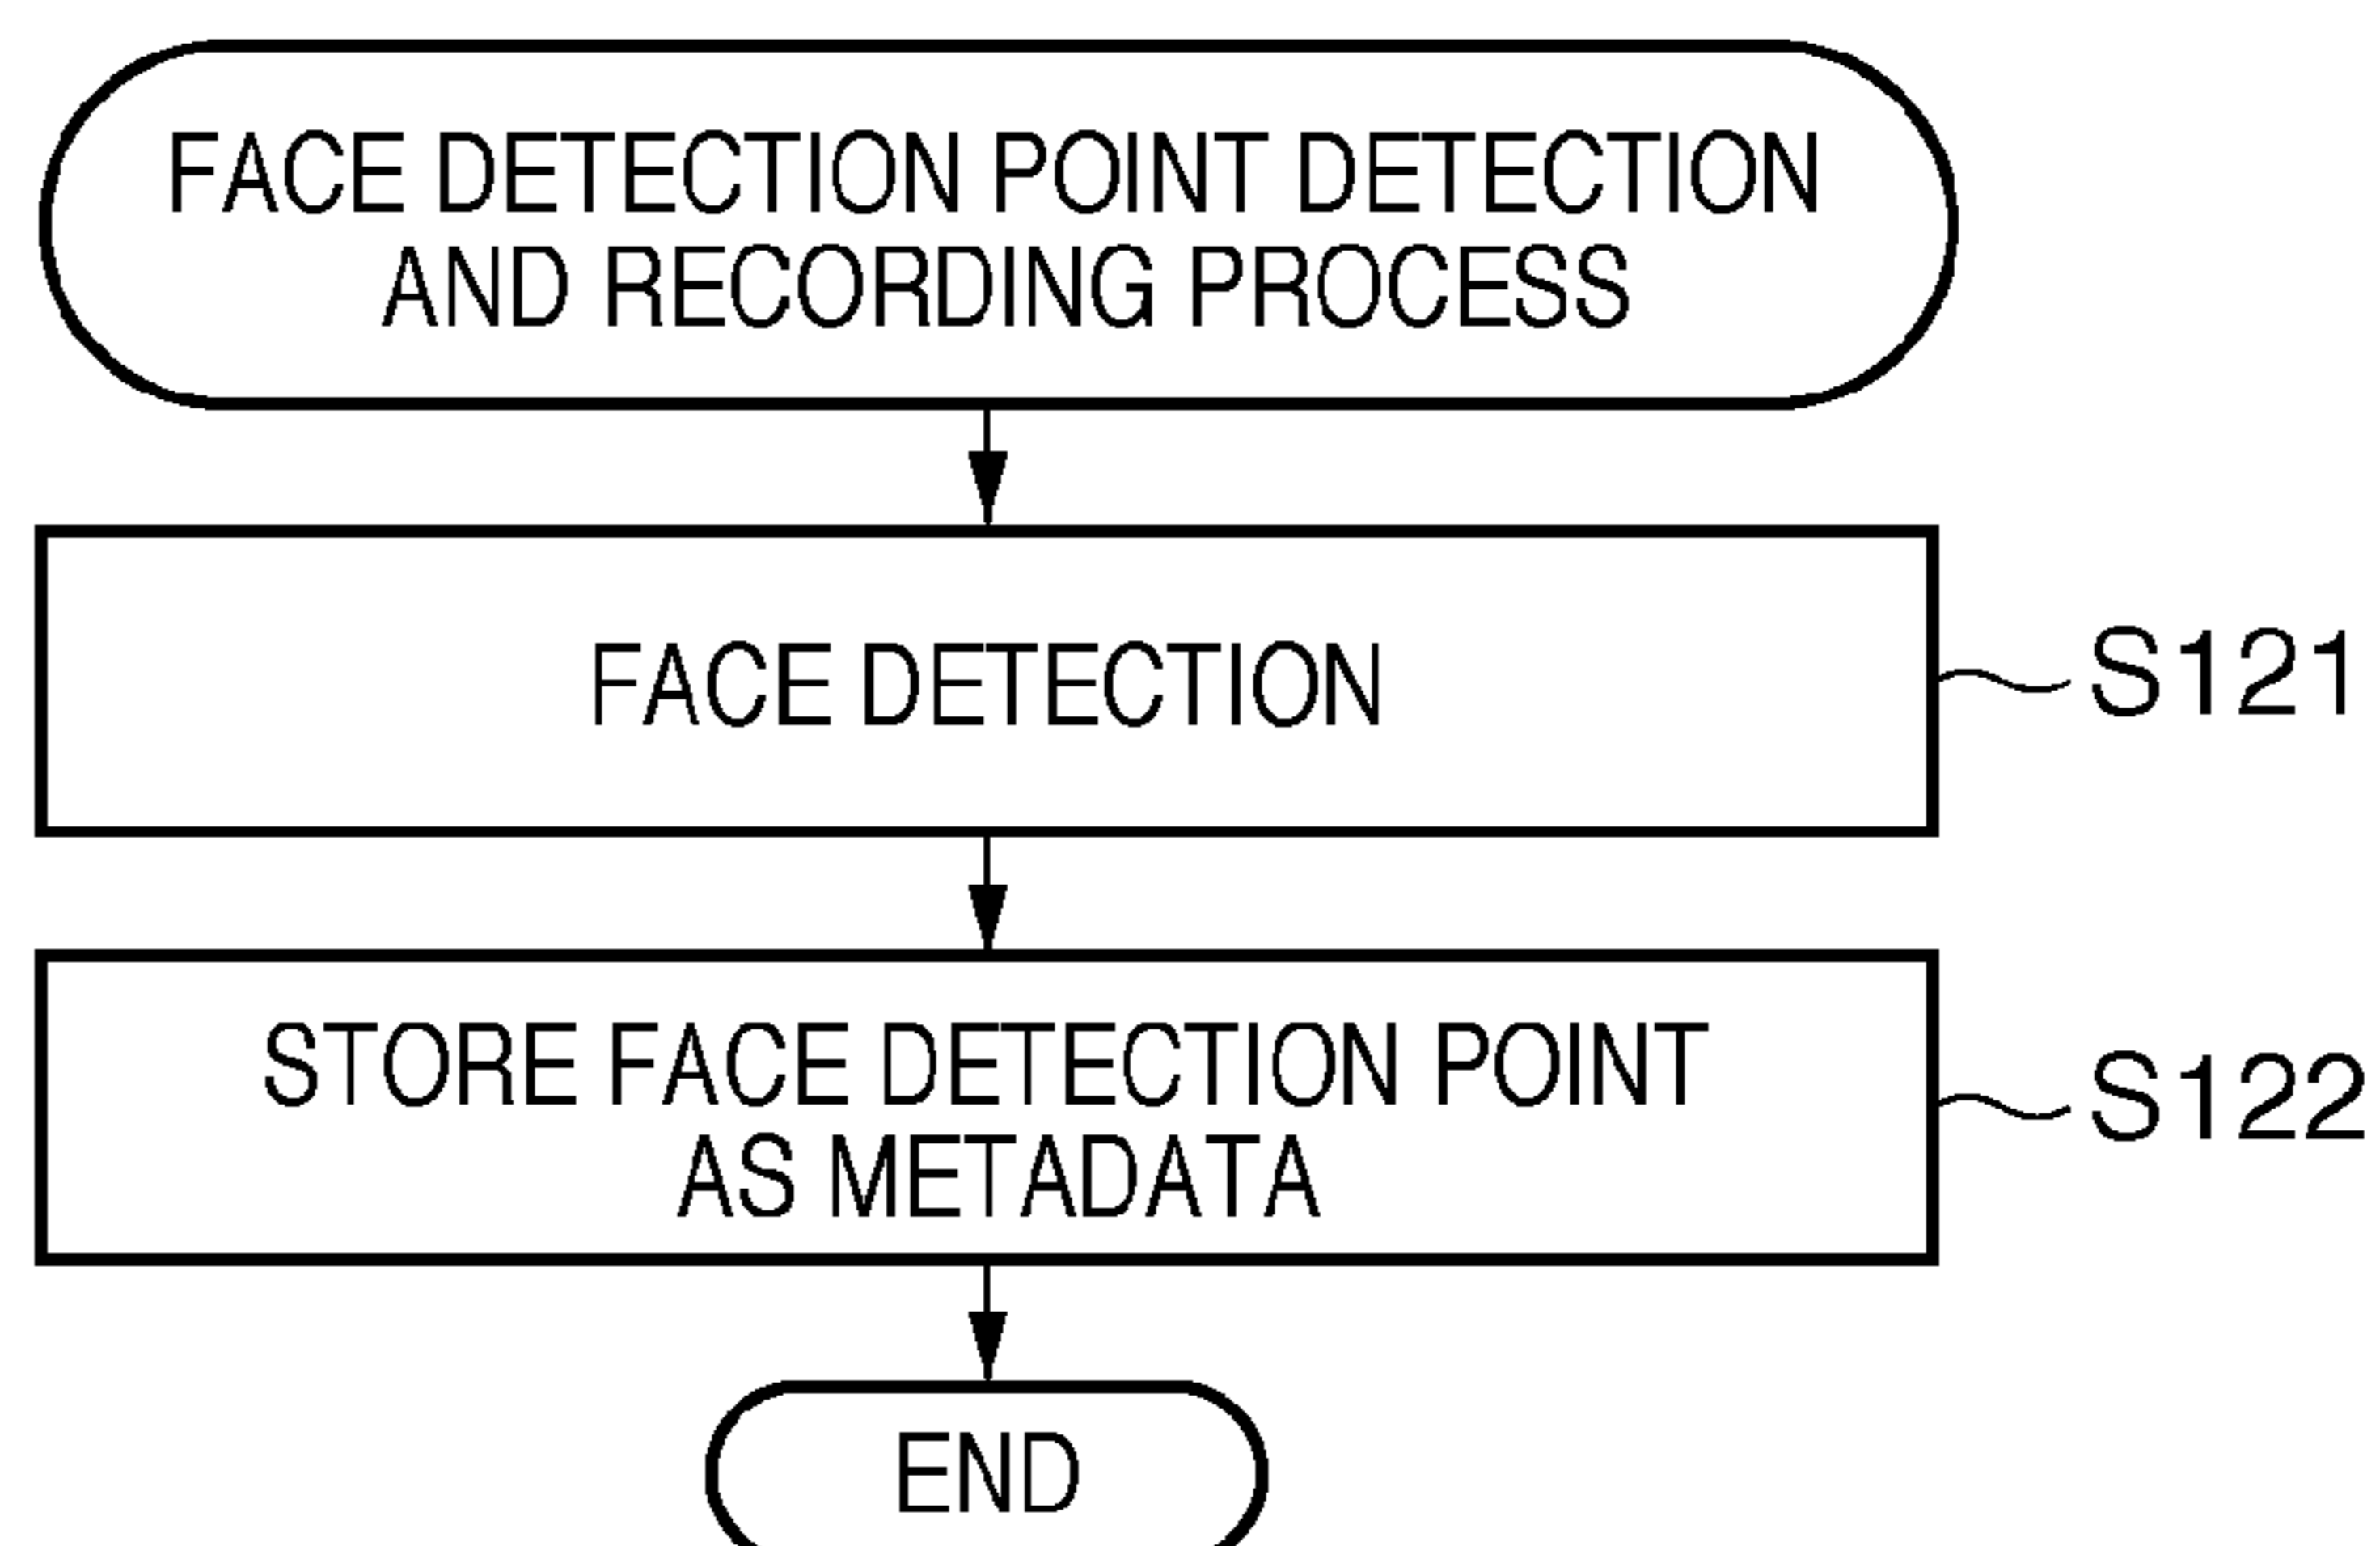 FACE DETECTION POINT DETECTION
AND RECORDING PROCESS
FACE DETECTION
S121
STORE FACE DETECTION POINT
AS METADATA
S122
END